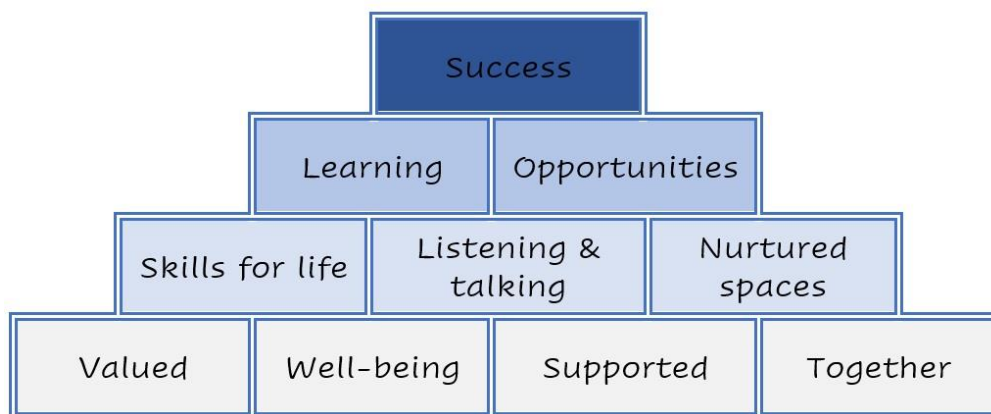 Success
Learning Opportunities
Skills for life
Listening &
talking
Nurtured
spaces
Valued Well-being Supported Together